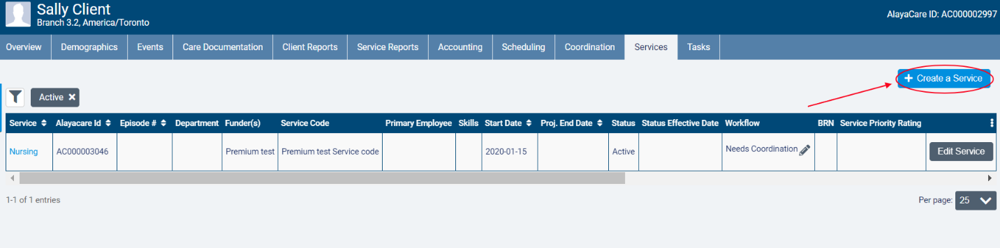 Sally Client
Branch 3.2, America/Toronto
AlayaCare ID: AC000002997
Overview Demographics Events Care Documentation Client Reports Service Reports Accounting Scheduling Coordination Services Tasks
+ Create a Service
Active ✕
Service Alayacare Id Episode # Department Funder(s) Service Code Primary Employee Skills Start Date Proj. End Date Status Status Effective Date Workflow BRN Service Priority Rating
Nursing AC000003046 Premium test Premium test Service code 2020-01-15 Active Needs Coordination Edit Service
1-1 of 1 entries Per page: 25